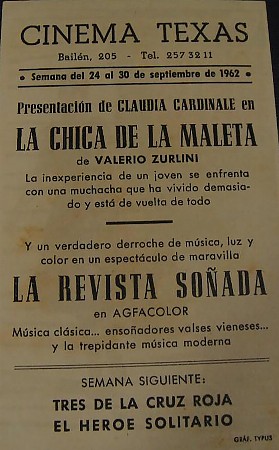 CINEMA TEXAS
Bailén, 205 - Tel. 257 32 11
• Semana del 24 al 30 de septiembre de 1962 •
Presentación de CLAUDIA CARDINALE en
LA CHICA DE LA MALETA
de VALERIO ZURLINI
La inexperiencia de un joven se enfrenta
con una muchacha que ha vivido demasia-
do y está de vuelta de todo
Y un verdadero derroche de música, luz y
color en un espectáculo de maravilla
LA REVISTA SOÑADA
en AGFACOLOR
Música clásica... ensoñadores valses vieneses...
y la trepidante música moderna
SEMANA SIGUIENTE:
TRES DE LA CRUZ ROJA
EL HEROE SOLITARIO
GRÁF. TYPUS